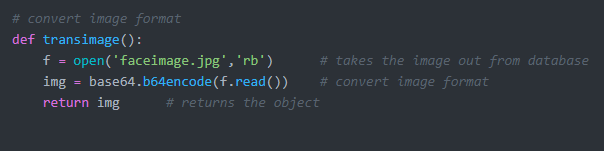 # convert image format
def transimage():
    f = open('faceimage.jpg','rb')      # takes the image out from database
    img = base64.b64encode(f.read())    # convert image format
    return img      # returns the object